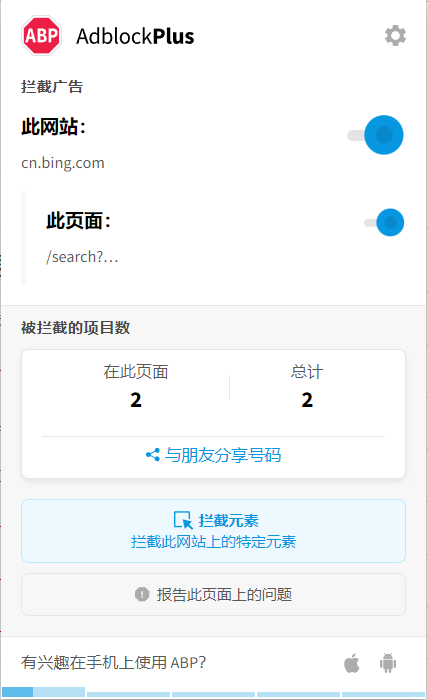 ABP AdblockPlus
拦截广告
此网站：
cn.bing.com
此页面：
/search?...
被拦截的项目数
在此页面 总计
2 2
与朋友分享号码
拦截元素
拦截此网站上的特定元素
报告此页面上的问题
有兴趣在手机上使用 ABP？